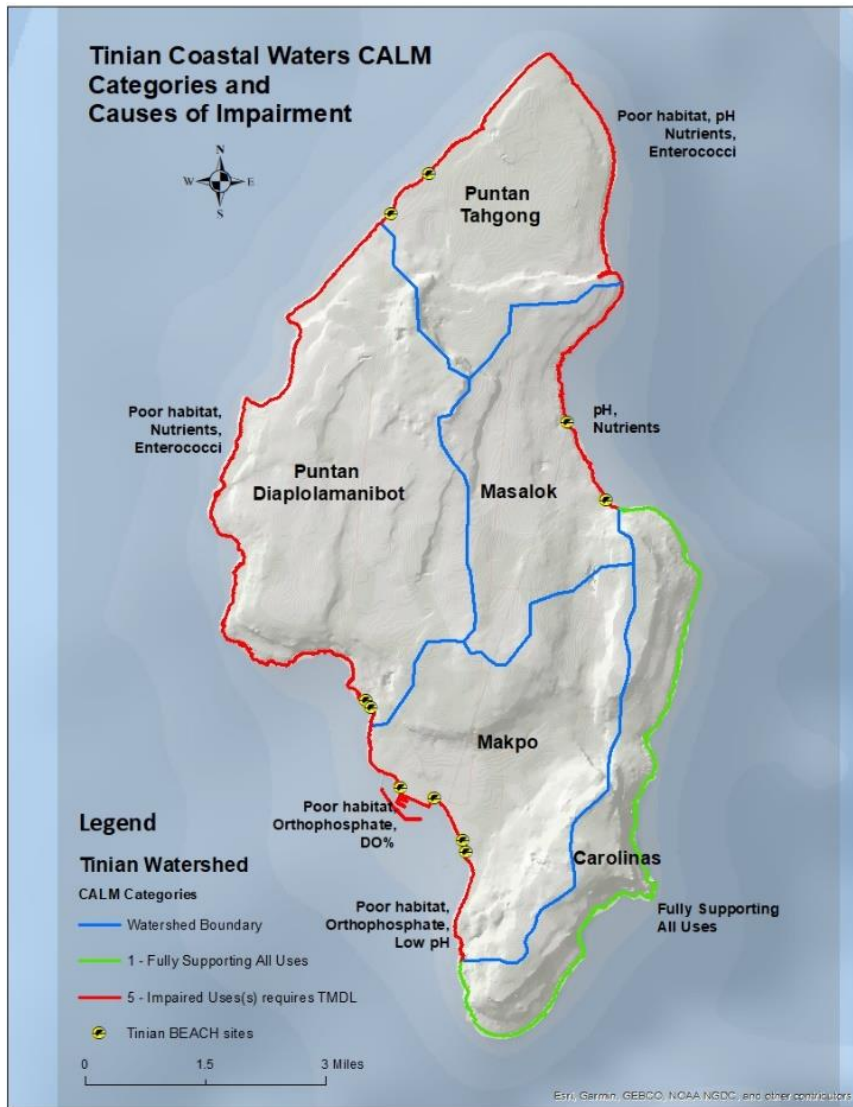 Tinian Coastal Waters CALM
Categories and
Causes of Impairment
N
W
E
S
Poor habitat, pH
Nutrients,
Enterococci
Puntan
Tahgong
Poor habitat,
Nutrients,
Enterococci
pH,
Nutrients
Puntan
Diaplolamanibot
Masalok
Makpo
Poor habitat,
Orthophosphate,
DO%
Carolinas
Poor habitat,
Orthophosphate,
Low pH
Fully Supporting
All Uses
Legend
Tinian Watershed
CALM Categories
Watershed Boundary
1 - Fully Supporting All Uses
5 - Impaired Uses(s) requires TMDL
Tinian BEACH sites
0 1.5 3 Miles
Esri, Garmin, GEBCO, NOAA NGDC, and other contributors